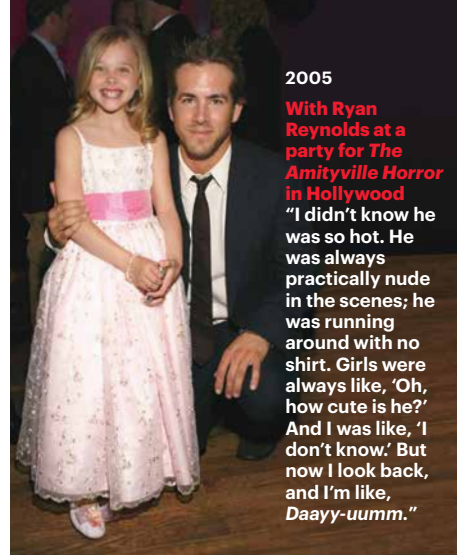 2005
With Ryan
Reynolds at a
party for The
Amityville Horror
in Hollywood
“I didn’t know he
was so hot. He
was always
practically nude
in the scenes; he
was running
around with no
shirt. Girls were
always like, ‘Oh,
how cute is he?’
And I was like, ‘I
don’t know.’ But
now I look back,
and I’m like,
Daayy-uumm.”